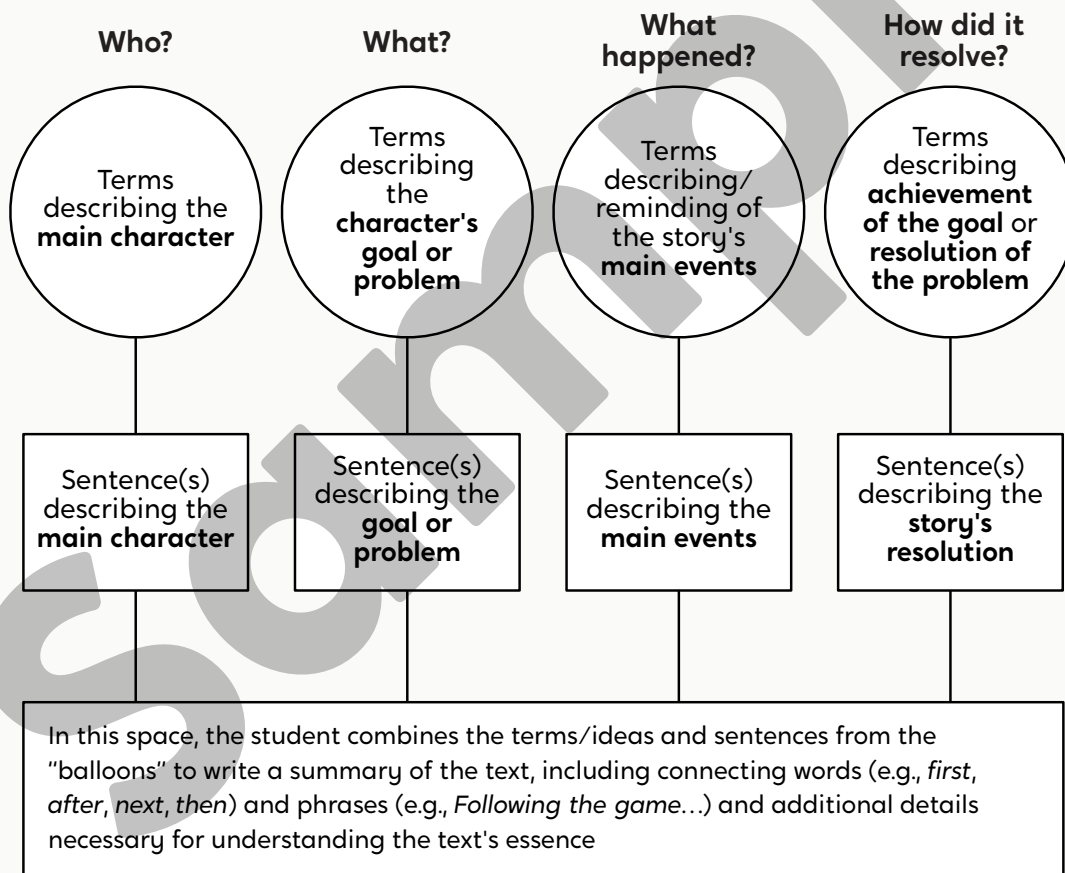 Who?
What?
What
happened?
How did it
resolve?
Terms
describing the
main character
Terms
describing
the
character's
goal or
problem
Terms
describing/
reminding of
the story's
main events
Terms
describing
achievement
of the goal or
resolution of
the problem
Sentence(s)
describing the
main character
Sentence(s)
describing the
goal or
problem
Sentence(s)
describing the
main events
Sentence(s)
describing the
story's
resolution
In this space, the student combines the terms/ideas and sentences from the
"balloons" to write a summary of the text, including connecting words (e.g., first,
after, next, then) and phrases (e.g., Following the game...) and additional details
necessary for understanding the text's essence
Sampl